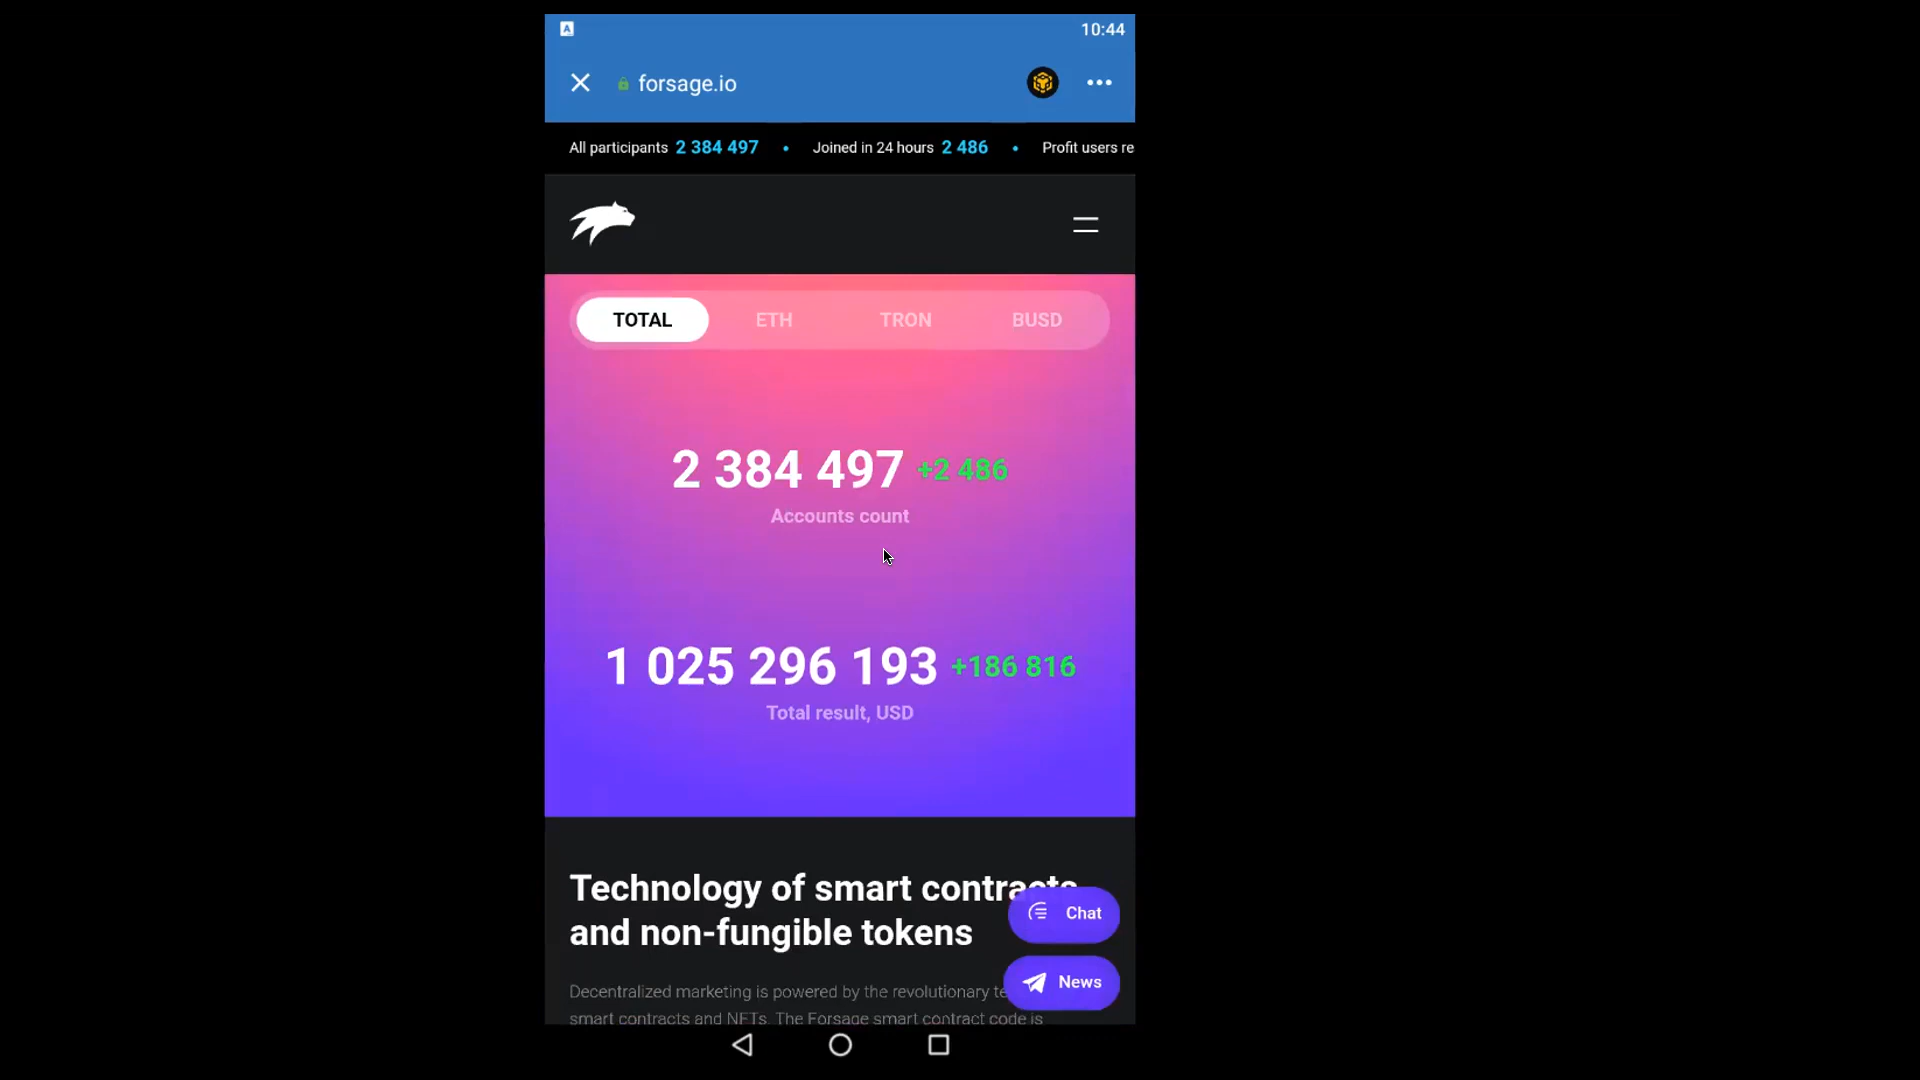 A 10:44
forsage.io
All participants 2 384 497 • Joined in 24 hours 2 486 • Profit users re
TOTAL ETH TRON BUSD
2 384 497 +2 486
Accounts count
1 025 296 193 +186 816
Total result, USD
Technology of smart contracts
and non-fungible tokens
Chat
News
Decentralized marketing is powered by the revolutionary te
smart contracts and NFTs. The Forsage smart contract code is